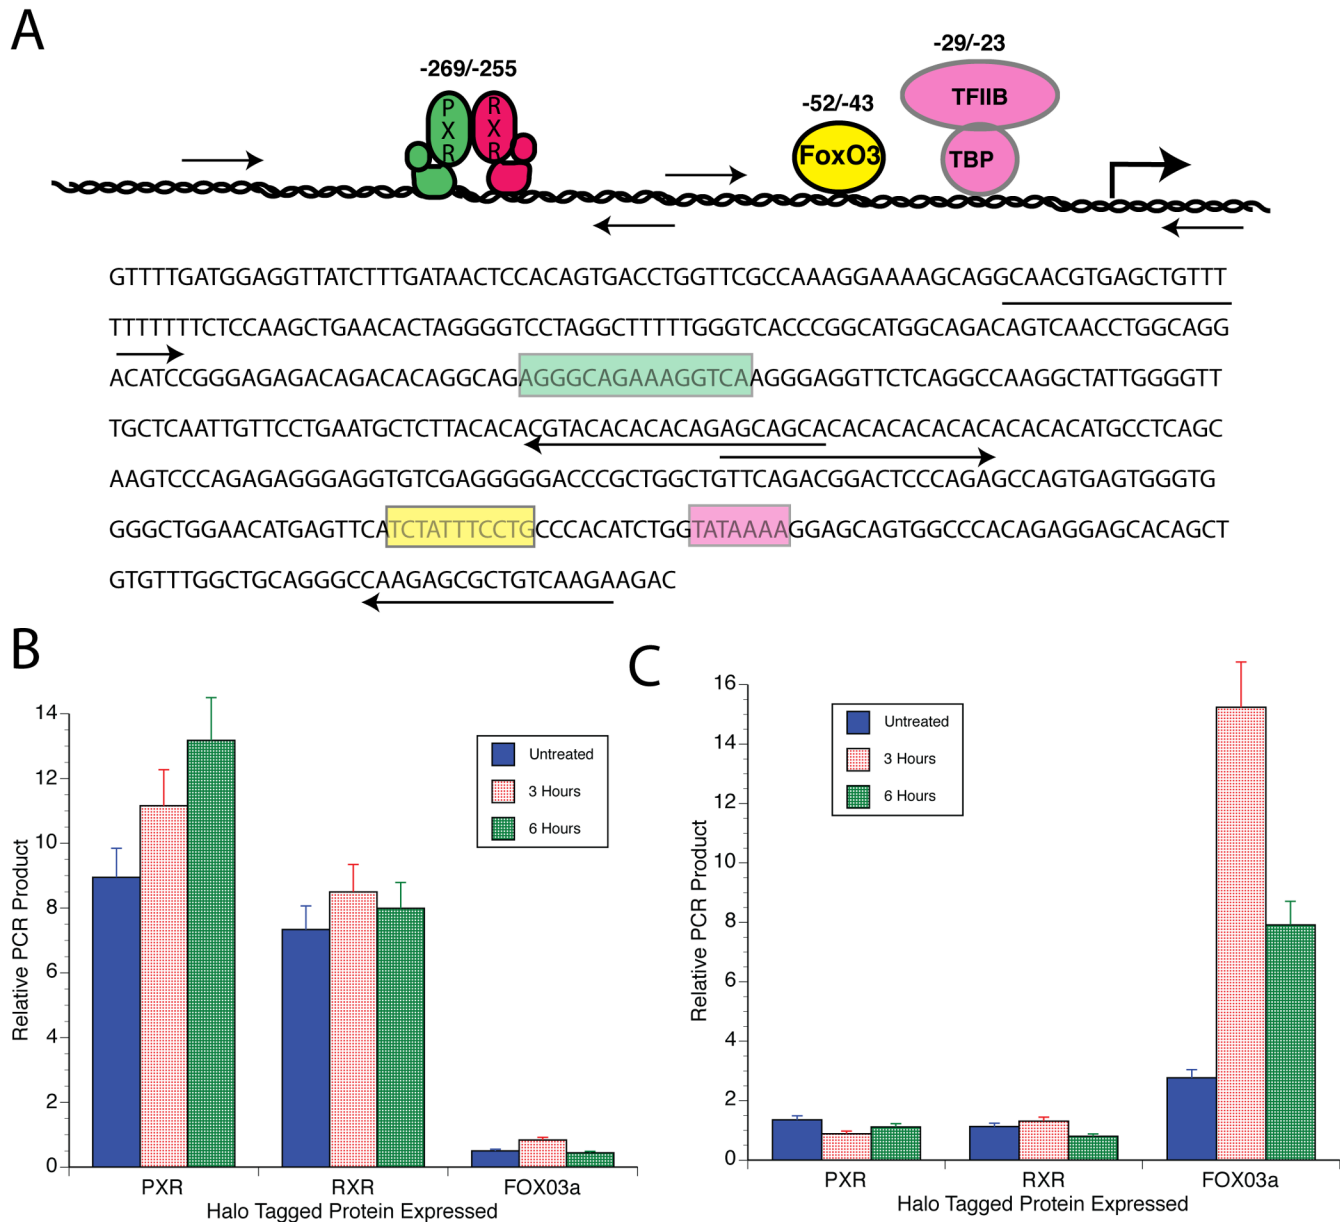 A
-269/-255
-52/-43
-29/-23
PXR
RXR
FoxO3
TFIIB
TBP
GTTTTGATGGAGGTTATCTTTGATAACTCCACAGTGACCTGGTTCGCCAAAGGAAAAGCAGGCAACGTGAGCTGTTT
TTTTTTTCTCCAAGCTGAACACTAGGGGTCCTAGGCTTTTTGGGTCACCCGGCATGGCAGACAGTCAACCTGGCAGG
ACATCCGGGAGAGACAGACACAGGCAGAGGGCAGAAAGGTCAAGGGAGGTTCTCAGGCCAAGGCTATTGGGGTT
TGCTCAATTGTTCCTGAATGCTCTTACACACGTACACACACAGAGCAGCACACACACACACACACACATGCCTCAGC
AAGTCCCAGAGAGGGAGGTGTCGAGGGGGACCCGCTGGCTGTTCAGACGGACTCCCAGAGCCAGTGAGTGGGTG
GGGCTGGAACATGAGTTCATCTATTTCCTGCCCACATCTGGTATAAAAGGAGCAGTGGCCCACAGAGGAGCACAGCT
GTGTTTGGCTGCAGGGCCAAGAGCGCTGTCAAGAAGAC
B
Relative PCR Product
14
12
10
8
6
4
2
0
Untreated
3 Hours
6 Hours
PXR
RXR
FOX03a
Halo Tagged Protein Expressed
C
Relative PCR Product
16
14
12
10
8
6
4
2
0
Untreated
3 Hours
6 Hours
PXR
RXR
FOX03a
Halo Tagged Protein Expressed